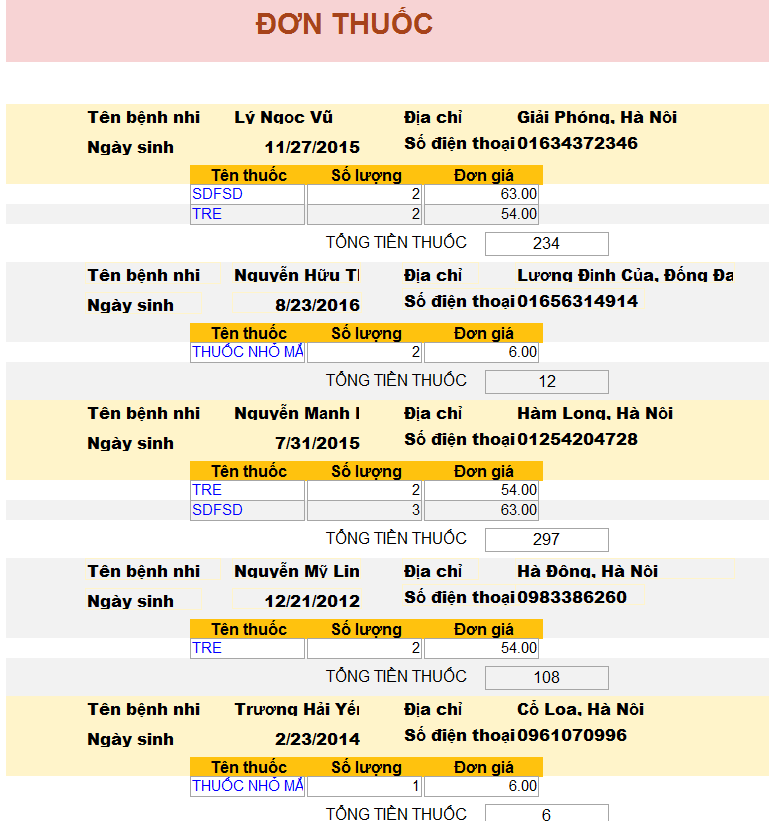 ĐƠN THUỐC
Tên bệnh nhi Lý Ngọc Vũ Địa chỉ Giải Phóng, Hà Nội
Ngày sinh 11/27/2015 Số điện thoại 01634372346
Tên thuốc Số lượng Đơn giá
SDFSD 2 63.00
TRE 2 54.00
TỔNG TIỀN THUỐC 234
Tên bệnh nhi Nguyễn Hữu Địa chỉ Lương Đinh Của, Đống Đa
Ngày sinh 8/23/2016 Số điện thoại 01656314914
Tên thuốc Số lượng Đơn giá
THUỐC NHỎ MẮ 2 6.00
TỔNG TIỀN THUỐC 12
Tên bệnh nhi Nguyễn Mạnh Địa chỉ Hàm Long, Hà Nội
Ngày sinh 7/31/2015 Số điện thoại 01254204728
Tên thuốc Số lượng Đơn giá
TRE 2 54.00
SDFSD 3 63.00
TỔNG TIỀN THUỐC 297
Tên bệnh nhi Nguyễn Mỹ Lin Địa chỉ Hà Đông, Hà Nội
Ngày sinh 12/21/2012 Số điện thoại 0983386260
Tên thuốc Số lượng Đơn giá
TRE 2 54.00
TỔNG TIỀN THUỐC 108
Tên bệnh nhi Trương Hải Yến Địa chỉ Cổ Loa, Hà Nội
Ngày sinh 2/23/2014 Số điện thoại 0961070996
Tên thuốc Số lượng Đơn giá
THUỐC NHỎ MẮ 1 6.00
TỔNG TIỀN THUỐC 6